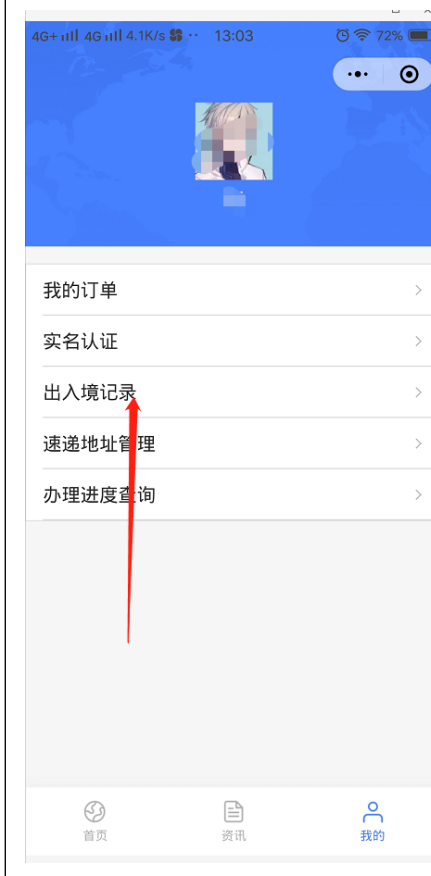 4G+ 4G 4.1K/s ·· 13:03 72%
我的订单
实名认证
出入境记录
速递地址管理
办理进度查询
首页 资讯 我的